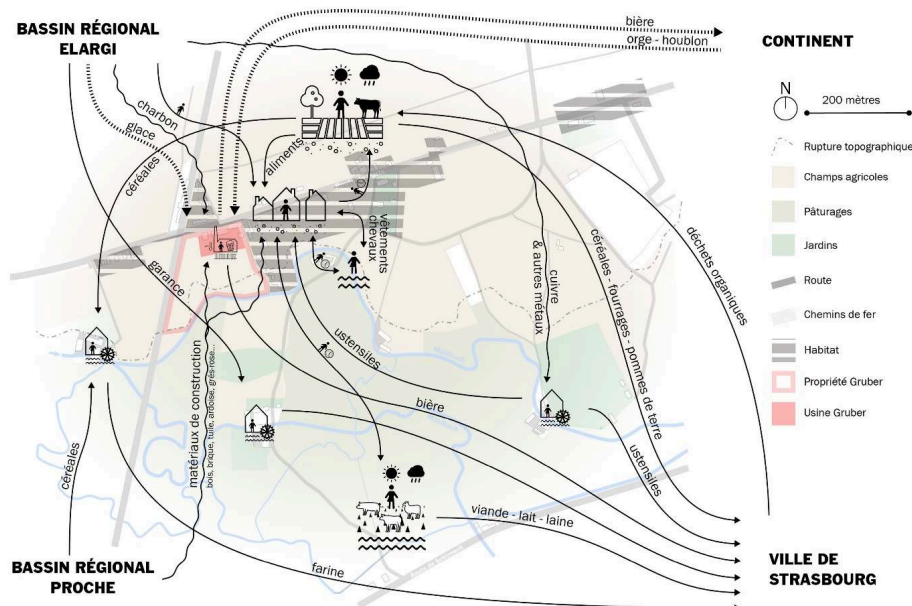 BASSIN RÉGIONAL
ELARGI
bière
orge - houblon
CONTINENT
N
200 mètres
Rupture topographique
Champs agricoles
Pâturages
Jardins
Route
Chemins de fer
Habitat
Propriété Gruber
Usine Gruber
charbon
glace
céréales
aliments
garance
vêtements
chevaux
cuivre
& autres métaux
céréales - fourrages - pommes de terre
déchets organiques
ustensiles
matériaux de construction
bois, brique, tuile, ardoise, grès-rose...
bière
ustensiles
céréales
viande - lait - laine
farine
BASSIN RÉGIONAL
PROCHE
VILLE DE
STRASBOURG